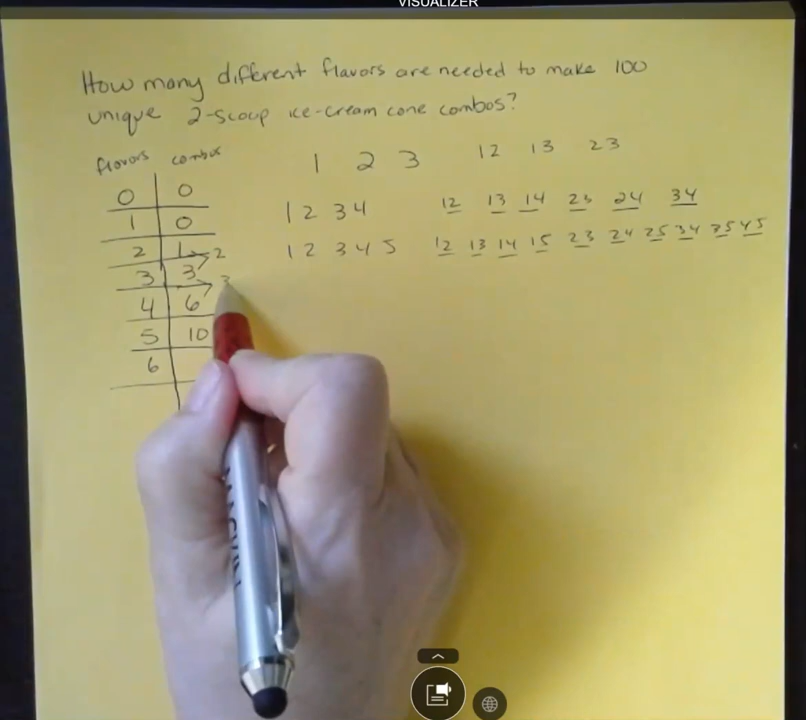 VISUALIZER
How many different flavors are needed to make 100
unique 2-scoop ice-cream cone combos?
flavors combos
0 0
1 0
2 1 2
3 3
4 6
5 10
6
1 2 3 12 13 23
1 2 3 4 12 13 14 23 24 34
1 2 3 4 5 12 13 14 15 23 24 25 34 35 45